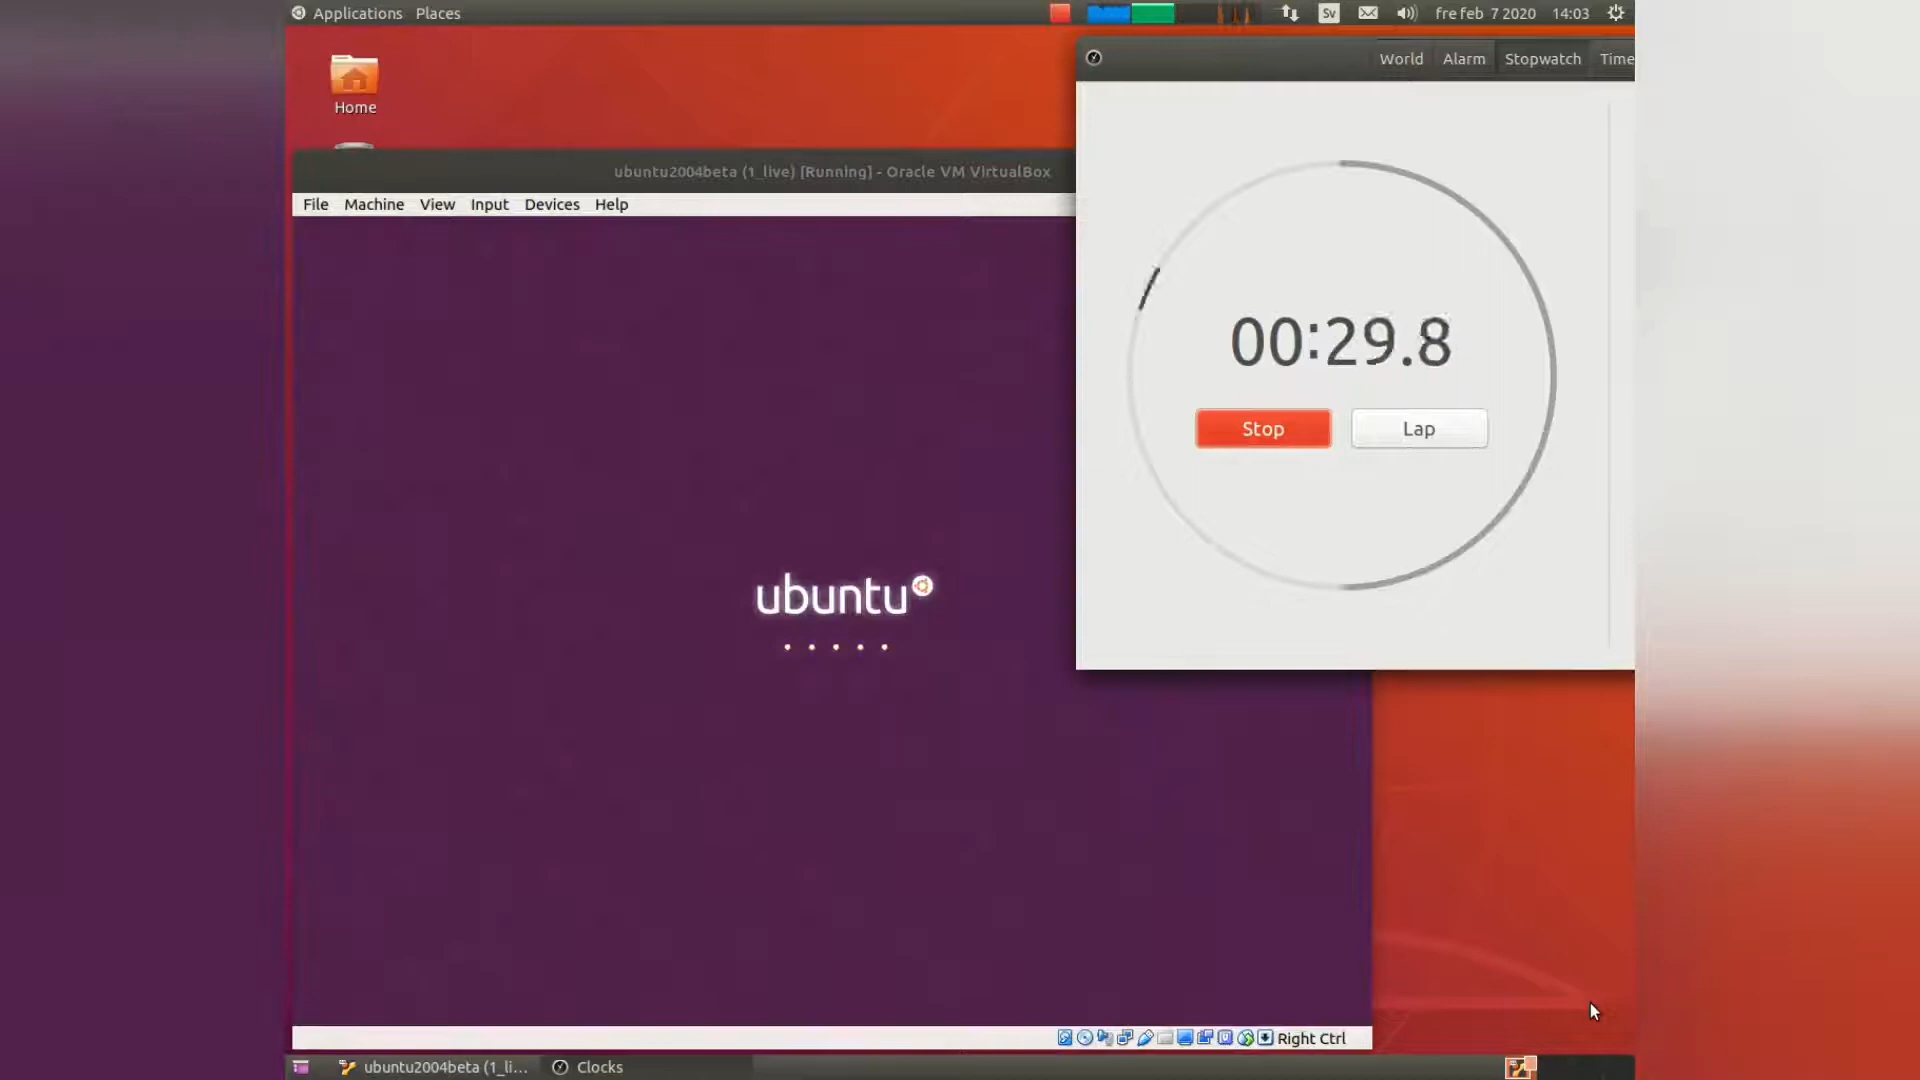 Applications Places
Sv fre feb 7 2020 14:03
Home
World Alarm Stopwatch Time
ubuntu2004beta (1_live) [Running] - Oracle VM VirtualBox
File Machine View Input Devices Help
00:29.8
Stop Lap
ubuntu
Right Ctrl
ubuntu2004beta (1_li... Clocks